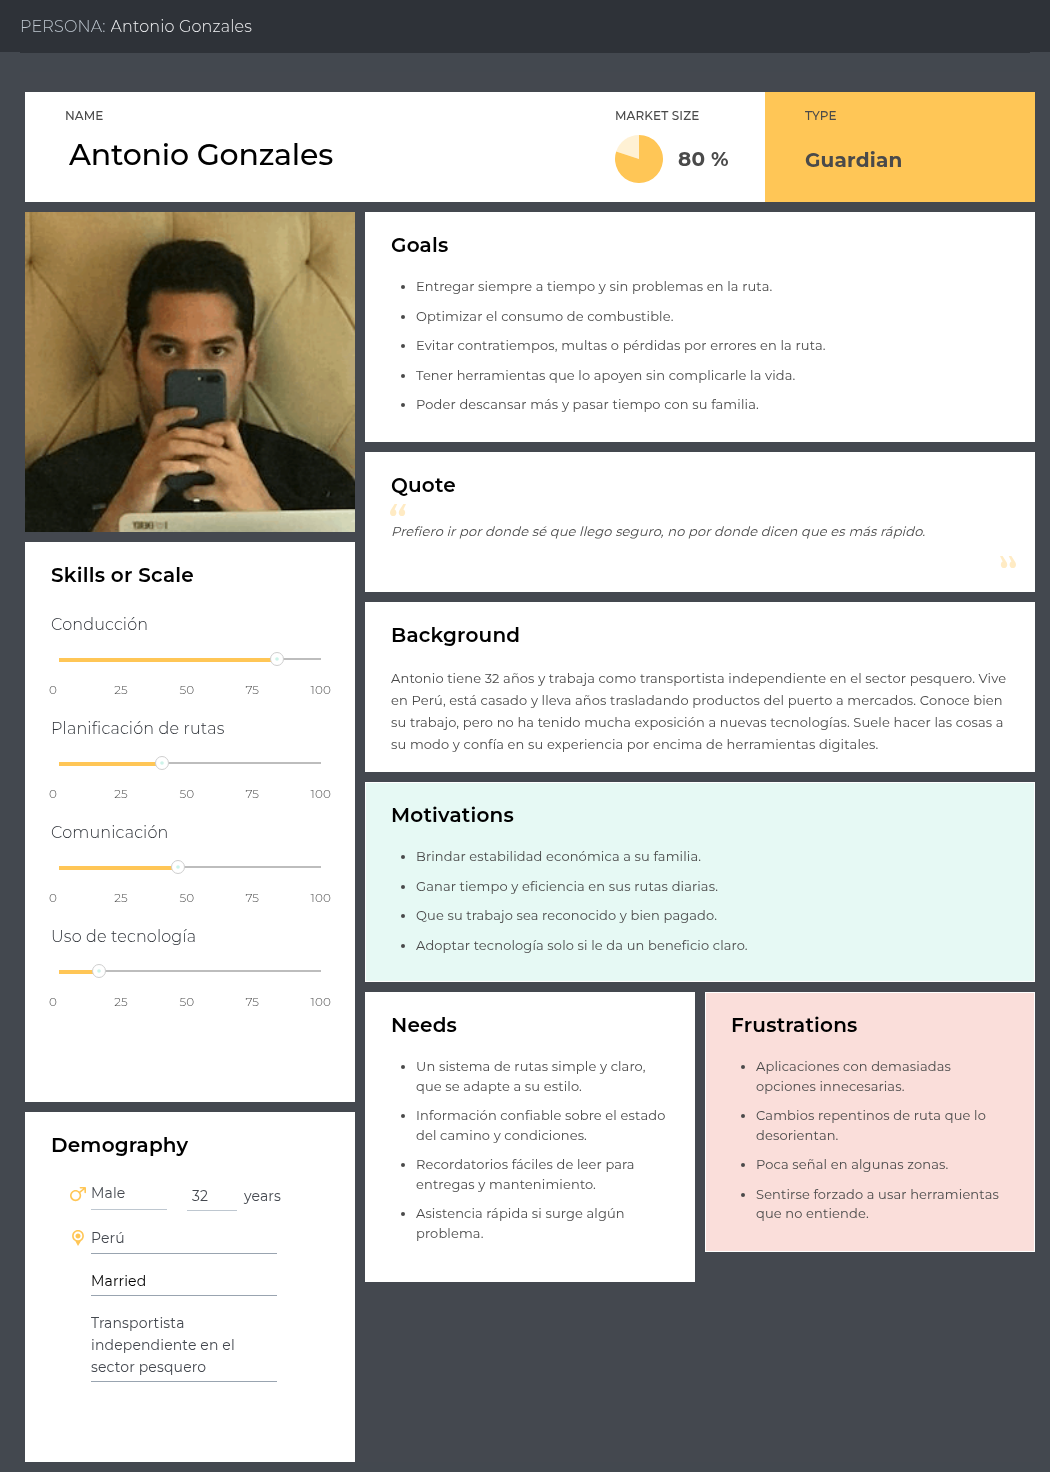 PERSONA: Antonio Gonzales
NAME
Antonio Gonzales
MARKET SIZE
80 %
TYPE
Guardian
Goals
• Entregar siempre a tiempo y sin problemas en la ruta.
• Optimizar el consumo de combustible.
• Evitar contratiempos, multas o pérdidas por errores en la ruta.
• Tener herramientas que lo apoyen sin complicarle la vida.
• Poder descansar más y pasar tiempo con su familia.
Quote
“
Prefiero ir por donde sé que llego seguro, no por donde dicen que es más rápido.
”
Skills or Scale
Conducción
0 25 50 75 100
Planificación de rutas
0 25 50 75 100
Comunicación
0 25 50 75 100
Uso de tecnología
0 25 50 75 100
Background
Antonio tiene 32 años y trabaja como transportista independiente en el sector pesquero. Vive
en Perú, está casado y lleva años trasladando productos del puerto a mercados. Conoce bien
su trabajo, pero no ha tenido mucha exposición a nuevas tecnologías. Suele hacer las cosas a
su modo y confía en su experiencia por encima de herramientas digitales.
Motivations
• Brindar estabilidad económica a su familia.
• Ganar tiempo y eficiencia en sus rutas diarias.
• Que su trabajo sea reconocido y bien pagado.
• Adoptar tecnología solo si le da un beneficio claro.
Needs
• Un sistema de rutas simple y claro,
que se adapte a su estilo.
• Información confiable sobre el estado
del camino y condiciones.
• Recordatorios fáciles de leer para
entregas y mantenimiento.
• Asistencia rápida si surge algún
problema.
Frustrations
• Aplicaciones con demasiadas
opciones innecesarias.
• Cambios repentinos de ruta que lo
desorientan.
• Poca señal en algunas zonas.
• Sentirse forzado a usar herramientas
que no entiende.
Demography
Male 32 years
Perú
Married
Transportista
independiente en el
sector pesquero